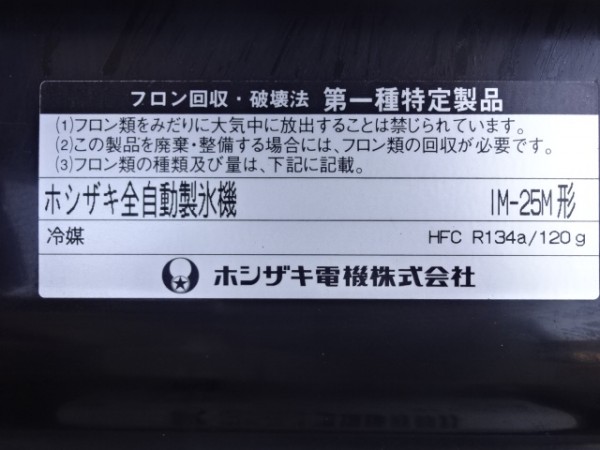 フロン回収・破壊法 第一種特定製品
(1)フロン類をみだりに大気中に放出することは禁じられています。
(2)この製品を廃棄・整備する場合には、フロン類の回収が必要です。
(3)フロン類の種類及び量は、下記に記載。
ホシザキ全自動製氷機 IM-25M形
冷媒 HFC R134a/120g
ホシザキ電機株式会社